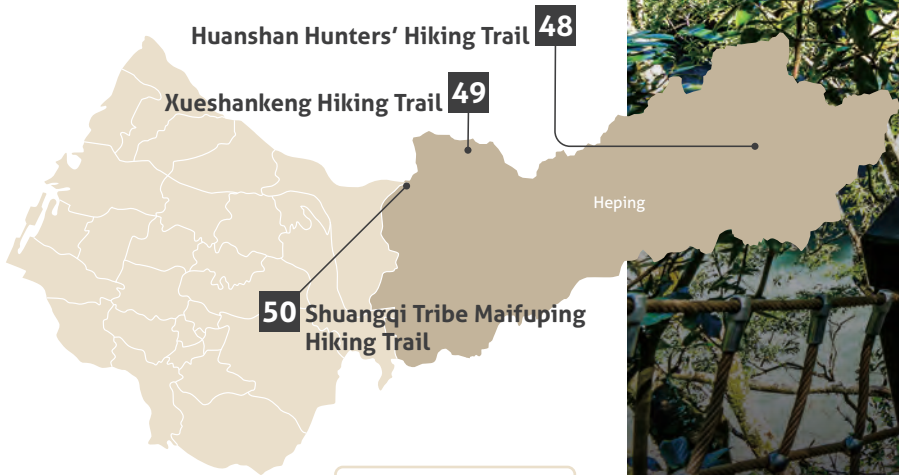 Huanshan Hunters’ Hiking Trail 48
Xueshankeng Hiking Trail 49
Heping
50 Shuangqi Tribe Maifuping
Hiking Trail